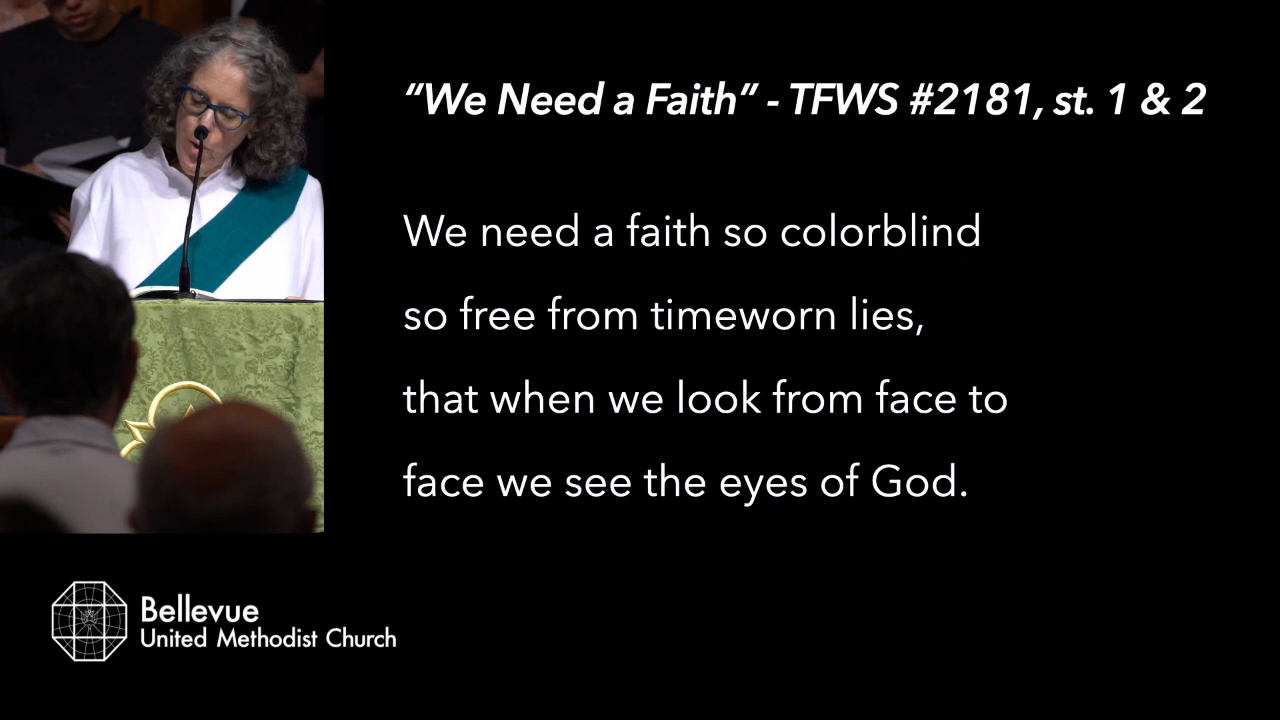 “We Need a Faith” - TFWS #2181, st. 1 & 2
We need a faith so colorblind
so free from timeworn lies,
that when we look from face to
face we see the eyes of God.
Bellevue
United Methodist Church